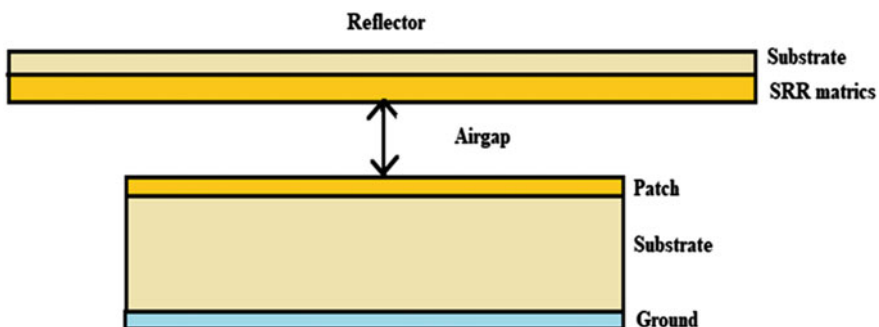 Reflector
Substrate
SRR matrics
Airgap
Patch
Substrate
Ground